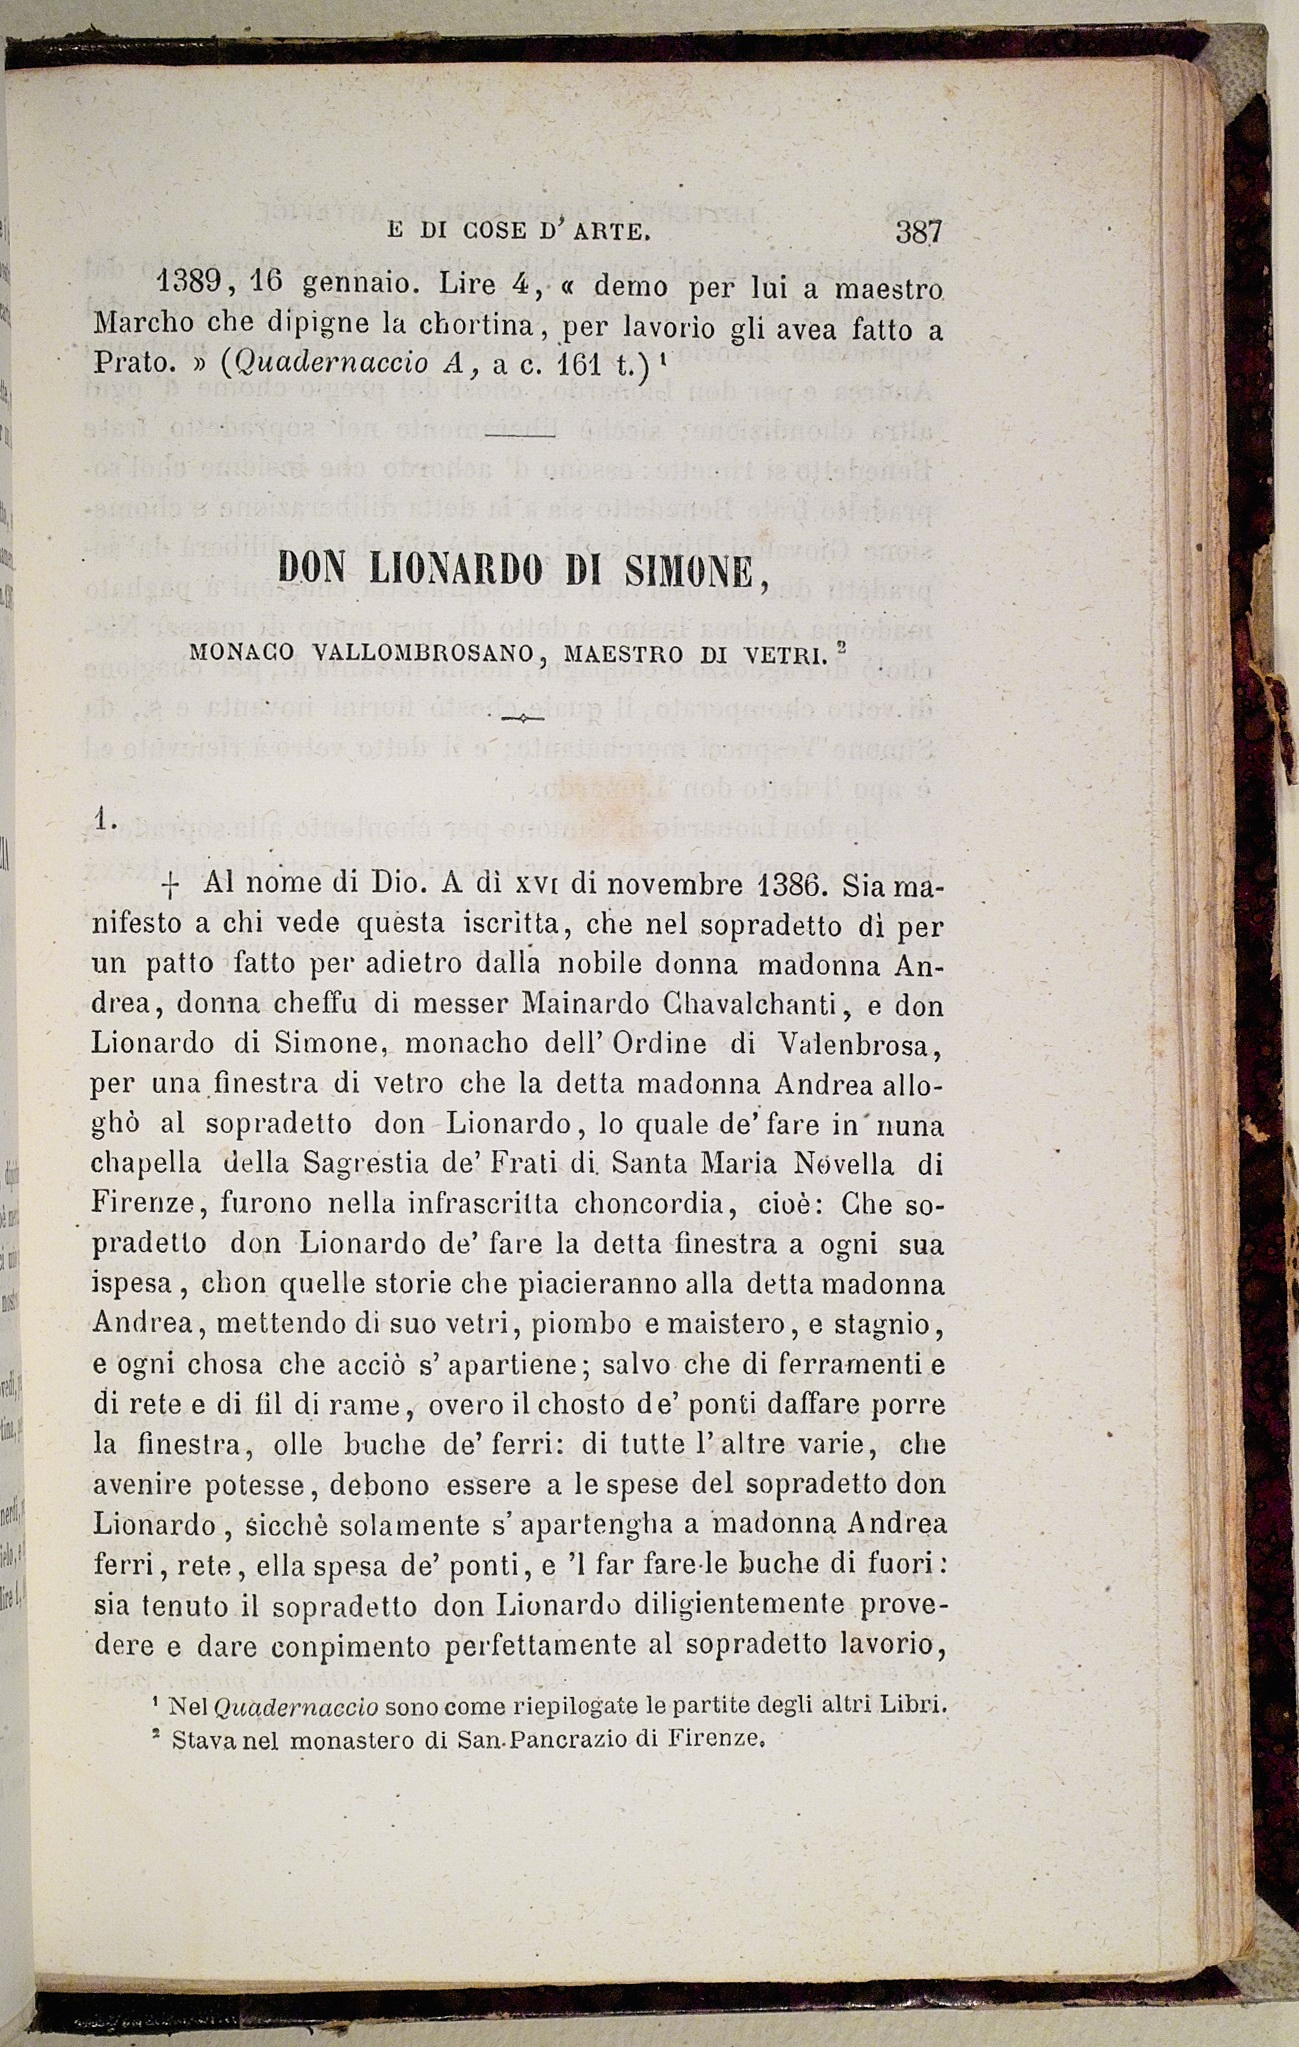 E DI COSE D' ARTE. 387
1389, 16 gennaio. Lire 4, « demo per lui a maestro
Marcho che dipigne la chortina, per lavorio gli avea fatto a
Prato. » (Quadernaccio A, a c. 161 t.) ¹
DON LIONARDO DI SIMONE,
MONACO VALLOMBROSANO, MAESTRO DI VETRI. ²
1.
† Al nome di Dio. A dì XVI di novembre 1386. Sia ma-
nifesto a chi vede questa iscritta, che nel sopradetto dì per
un patto fatto per adietro dalla nobile donna madonna An-
drea, donna cheffu di messer Mainardo Chavalchanti, e don
Lionardo di Simone, monacho dell' Ordine di Valenbrosa,
per una finestra di vetro che la detta madonna Andrea allo-
ghò al sopradetto don Lionardo, lo quale de' fare in nuna
chapella della Sagrestia de' Frati di Santa Maria Novella di
Firenze, furono nella infrascritta choncordia, cioè: Che so-
pradetto don Lionardo de' fare la detta finestra a ogni sua
ispesa, chon quelle storie che piacieranno alla detta madonna
Andrea, mettendo di suo vetri, piombo e maistero, e stagnio,
e ogni chosa che acciò s' apartiene; salvo che di ferramenti e
di rete e di fil di rame, overo il chosto de' ponti daffare porre
la finestra, olle buche de' ferri: di tutte l' altre varie, che
avenire potesse, debono essere a le spese del sopradetto don
Lionardo, sicchè solamente s' apartengha a madonna Andrea
ferri, rete, ella spesa de' ponti, e 'l far fare le buche di fuori:
sia tenuto il sopradetto don Lionardo diligientemente prove-
dere e dare conpimento perfettamente al sopradetto lavorio,
¹ Nel Quadernaccio sono come riepilogate le partite degli altri Libri.
² Stava nel monastero di San Pancrazio di Firenze.